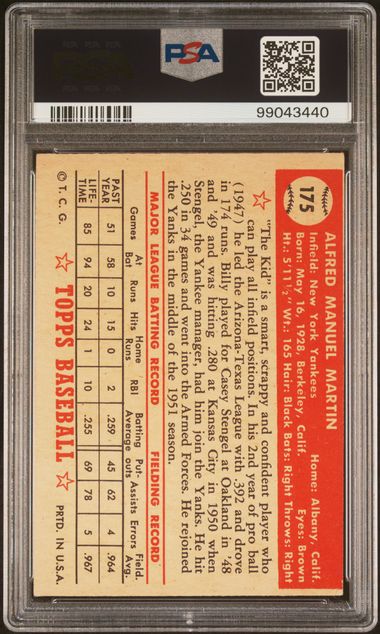 PSA
99043440
175
ALFRED MANUEL MARTIN
Infield: New York Yankees Home: Albany, Calif.
Born: May 16, 1928, Berkeley, Calif. Eyes: Brown
Ht.: 5'11½" Wt.: 165 Hair: Black Bats: Right Throws: Right
"The Kid" is a smart, scrappy and confident player who
can play all infield positions. In his 2nd year of pro ball
(1947) he led the Arizona-Texas League with .392 and drove
in 174 runs. Billy played for Casey Stengel at Oakland in '48
and '49 and was hitting .280 at Kansas City in 1950 when
Stengel, the Yankee manager, had him join the Yanks. He hit
.250 in 34 games and went into the Armed Forces. He rejoined
the Yanks in the middle of the 1951 season.
MAJOR LEAGUE BATTING RECORD FIELDING RECORD
Games At Bat Runs Hits Home Runs RBI Batting Average Put-outs Assists Errors Field. Avg.
PAST YEAR 51 58 10 15 0 2 .259 45 62 4 .964
LIFE-TIME 85 94 20 24 1 10 .255 69 78 5 .967
© T. C. G. TOPPS BASEBALL PRTD. IN U.S.A.